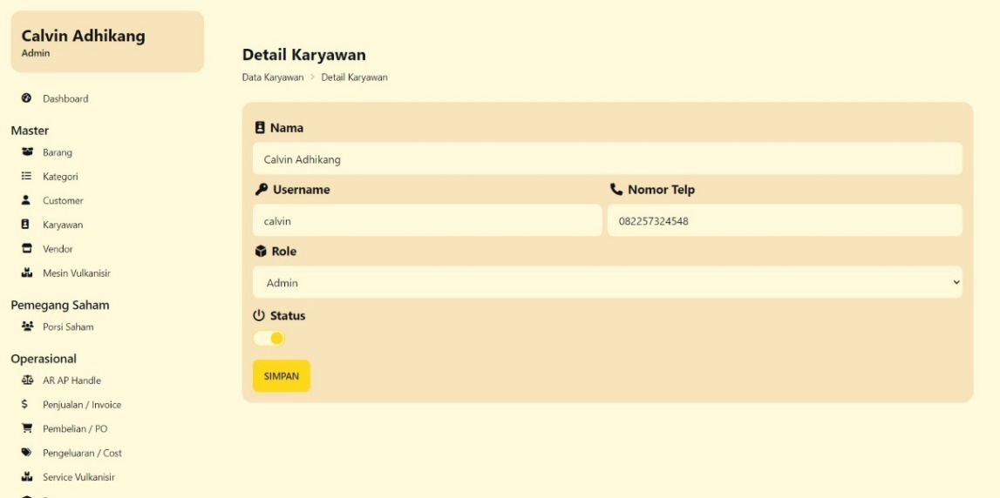 Calvin Adhikang
Admin
Dashboard
Master
Barang
Kategori
Customer
Karyawan
Vendor
Mesin Vulkanisir
Pemegang Saham
Porsi Saham
Operasional
AR AP Handle
Penjualan / Invoice
Pembelian / PO
Pengeluaran / Cost
Service Vulkanisir
Detail Karyawan
Data Karyawan > Detail Karyawan
Nama
Calvin Adhikang
Username Nomor Telp
calvin 082257324548
Role
Admin
Status
SIMPAN